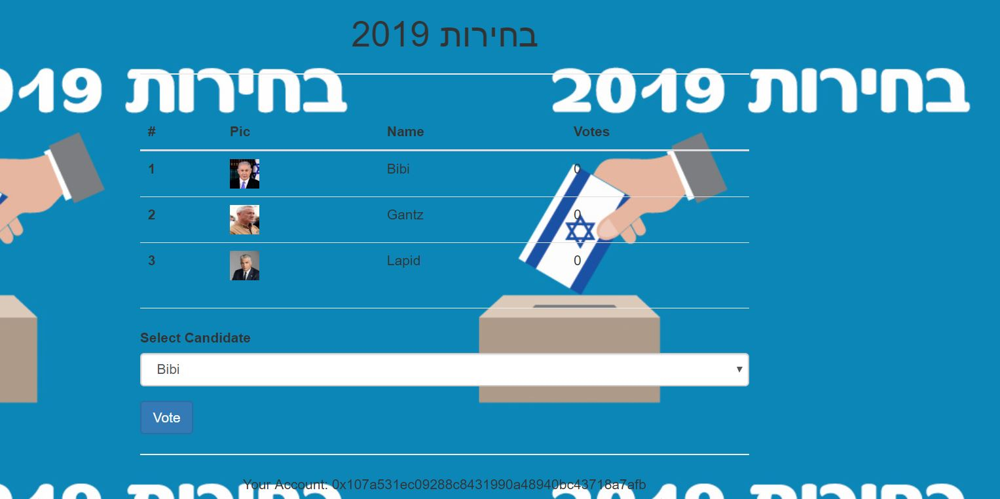 בחירות 2019
בחירות 2019
בחירות 2019
# Pic Name Votes
1 Bibi 0
2 Gantz 0
3 Lapid 0
Select Candidate
Bibi
Vote
Your Account: 0x107a531ec09288c8431990a48940bc43718a7afb